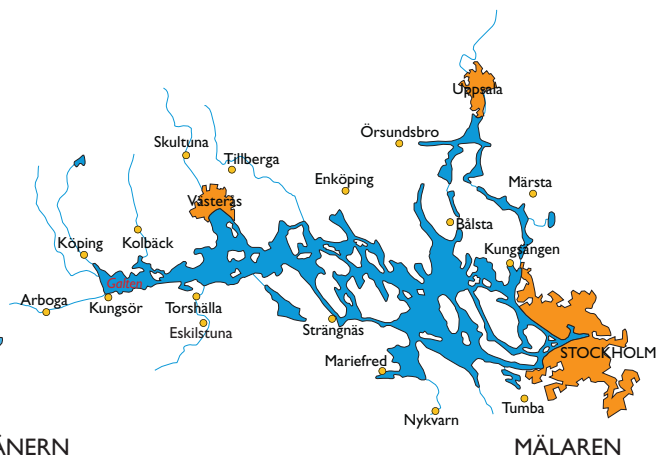 Uppsala
Örsundsbro
Skultuna
Tillberga
Enköping
Märsta
Västerås
Bålsta
Köping
Kolbäck
Kungsängen
Galten
Arboga
Kungsör
Torshälla
Eskilstuna
Strängnäs
STOCKHOLM
Mariefred
Tumba
Nykvarn
ÄNERN
MÄLAREN